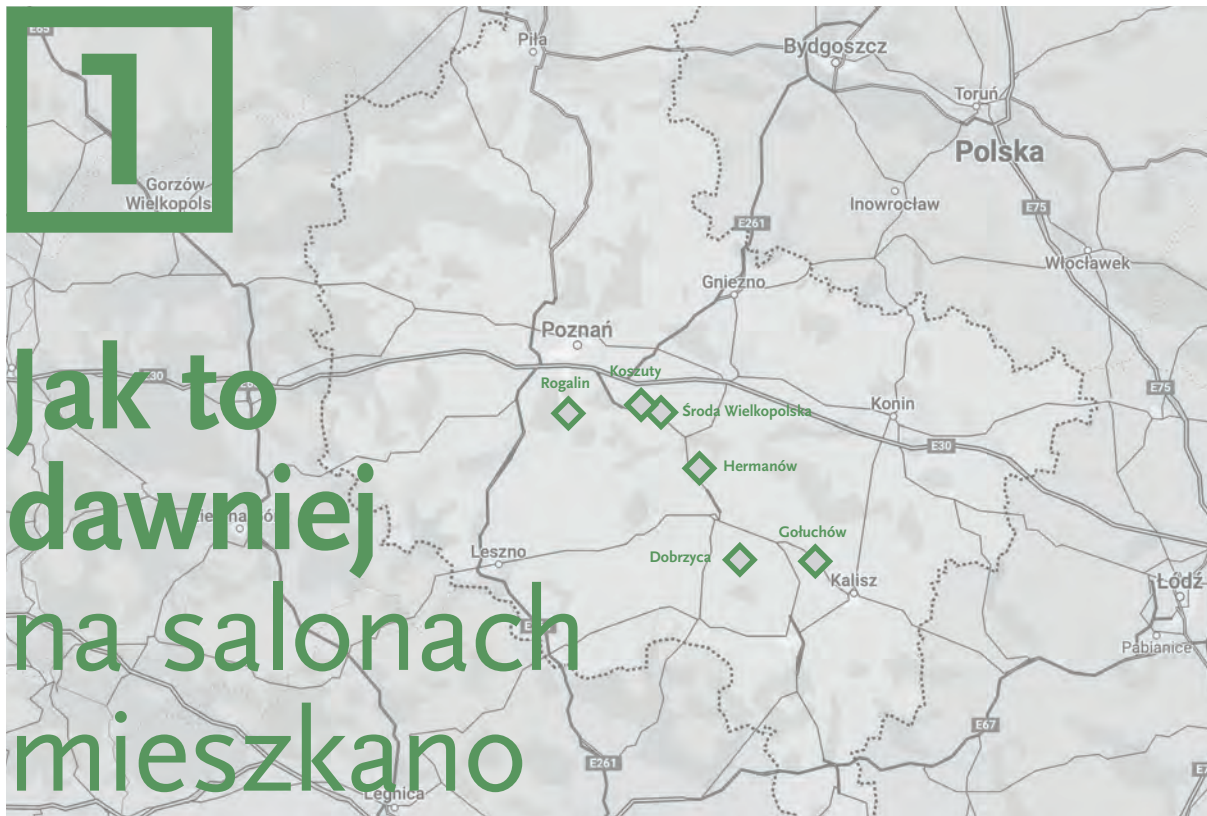 E65
1
Piła
Bydgoszcz
Toruń
Polska
Gorzów
Wielkopols
Inowrocław
E75
E261
Włocławek
Gniezno
Poznań
Jak to
dawniej
na salonach
mieszkano
E30
Koszuty
Rogalin
E75
Środa Wielkopolska
Konin
E30
Hermanów
Leszno
Gołuchów
Dobrzyca
Kalisz
Łódź
Pabianice
E67
E261
Legnica